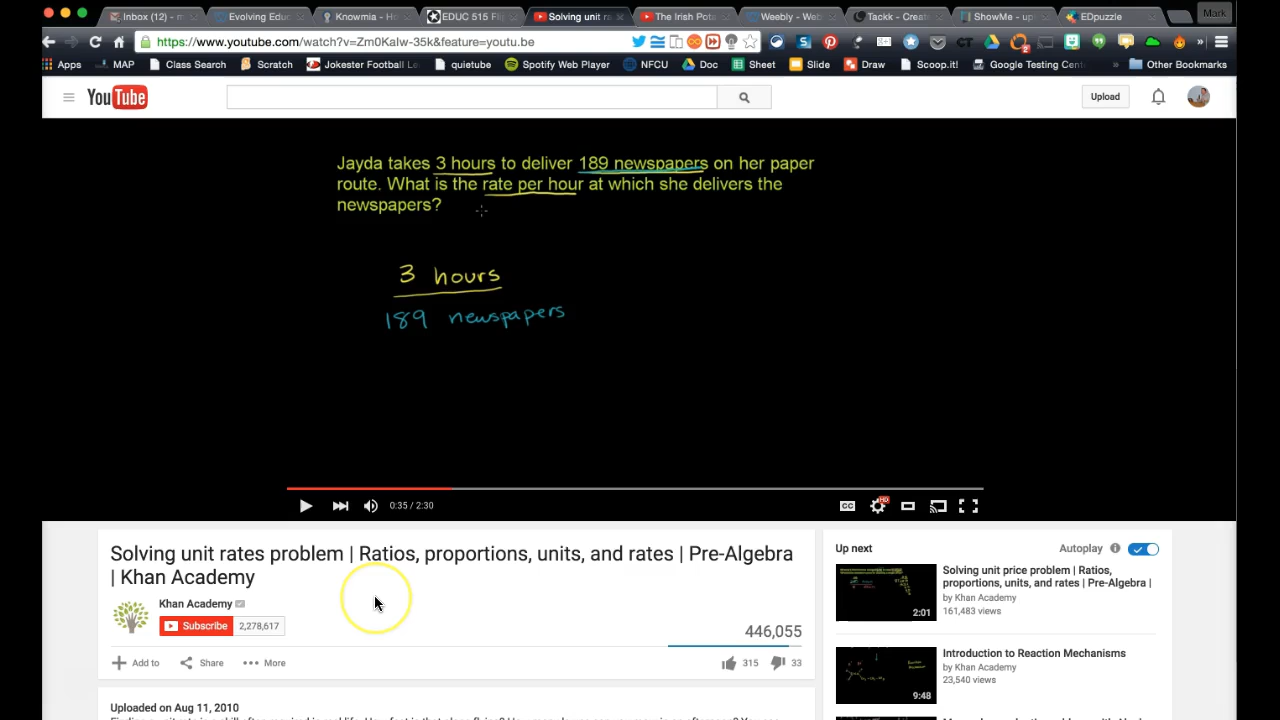 Inbox (12) - m
Evolving Educ
Knowmia - Ho
EDUC 515 Fli
Solving unit ra
The Irish Pota
Weebly - Web
Tackk - Creat
ShowMe - up
EDpuzzle
Mark
https://www.youtube.com/watch?v=Zm0KaIw-35k&feature=youtu.be
Apps
MAP
Class Search
Scratch
Jokester Football Le
quietube
Spotify Web Player
NFCU
Doc
Sheet
Slide
Draw
Scoop.it!
Google Testing Cent
»
Other Bookmarks
YouTube
Upload
Jayda takes 3 hours to deliver 189 newspapers on her paper
route. What is the rate per hour at which she delivers the
newspapers?
3 hours
189 newspapers
0:35 / 2:30
CC
HD
Solving unit rates problem | Ratios, proportions, units, and rates | Pre-Algebra
| Khan Academy
Khan Academy
Subscribe 2,278,617
446,055
Add to
Share
More
315
33
Uploaded on Aug 11, 2010
Up next
Autoplay
Solving unit price problem | Ratios,
proportions, units, and rates | Pre-Algebra |
by Khan Academy
161,483 views
2:01
Introduction to Reaction Mechanisms
by Khan Academy
23,540 views
9:48